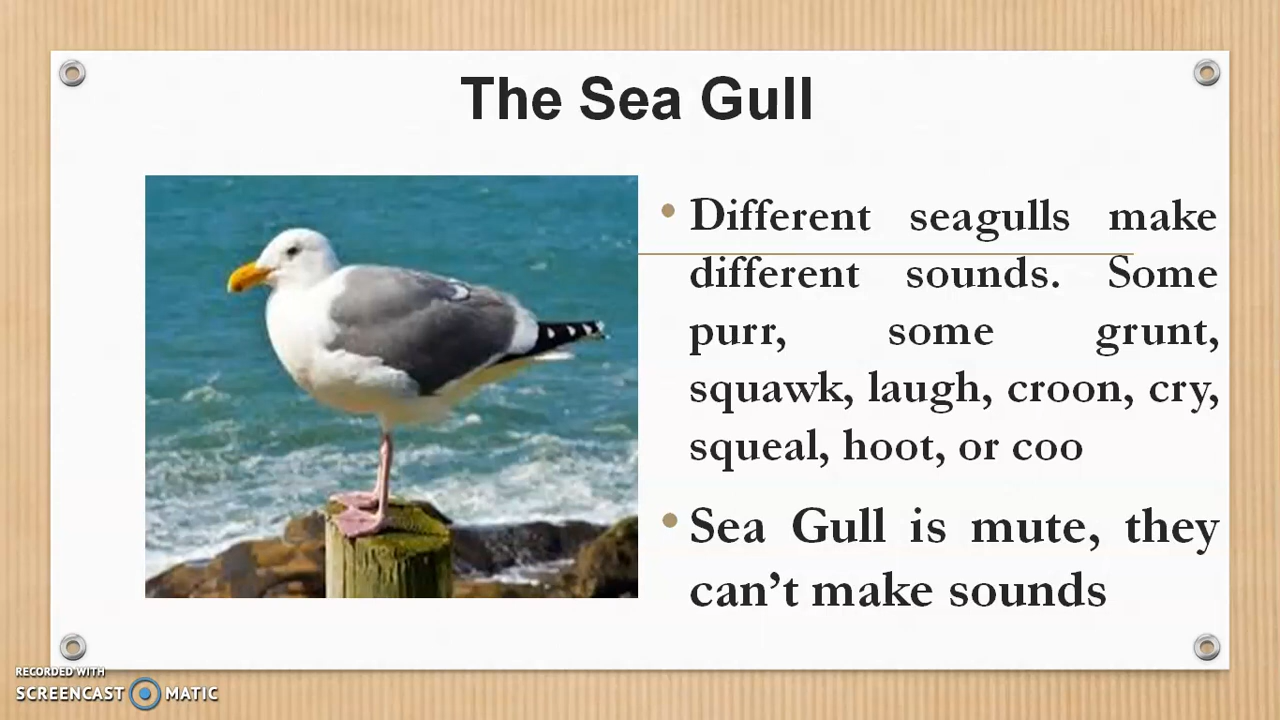 The Sea Gull
• Different seagulls make
different sounds. Some
purr, some grunt,
squawk, laugh, croon, cry,
squeal, hoot, or coo
• Sea Gull is mute, they
can’t make sounds
RECORDED WITH
SCREENCAST MATIC